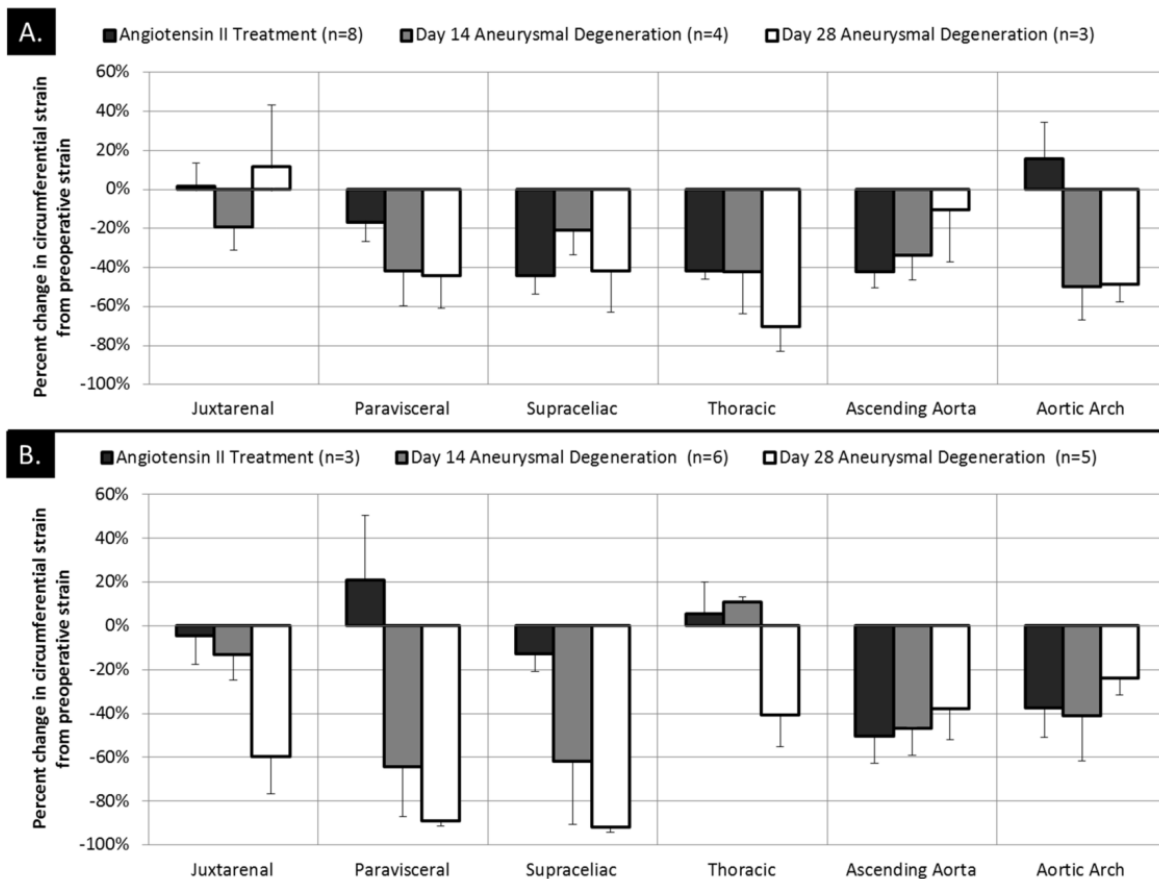 A.
Angiotensin II Treatment (n=8) Day 14 Aneurysmal Degeneration (n=4) Day 28 Aneurysmal Degeneration (n=3)
Percent change in circumferential strain
from preoperative strain
60%
40%
20%
0%
-20%
-40%
-60%
-80%
-100%
Juxtarenal Paravisceral Supraceliac Thoracic Ascending Aorta Aortic Arch
B.
Angiotensin II Treatment (n=3) Day 14 Aneurysmal Degeneration (n=6) Day 28 Aneurysmal Degeneration (n=5)
Percent change in circumferential strain
from preoperative strain
60%
40%
20%
0%
-20%
-40%
-60%
-80%
-100%
Juxtarenal Paravisceral Supraceliac Thoracic Ascending Aorta Aortic Arch